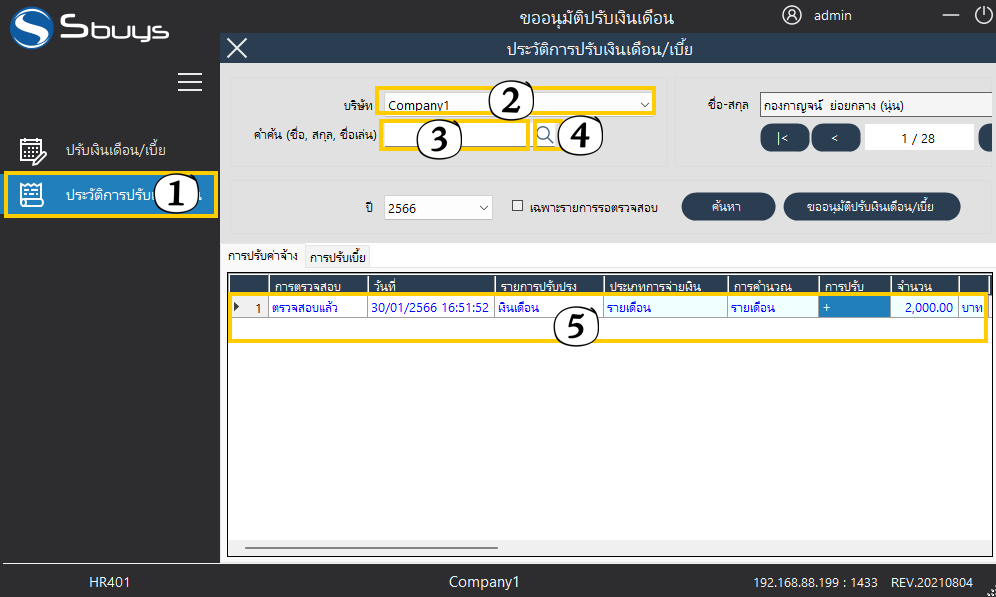 Sbuys
ขออนุมัติปรับเงินเดือน
admin
ประวัติการปรับเงินเดือน/เบี้ย
ปรับเงินเดือน/เบี้ย
ประวัติการปรับ
1
บริษัท
Company1
2
คำค้น (ชื่อ, สกุล, ชื่อเล่น)
3
4
ชื่อ-สกุล
กองกาญจน์ ย่อยกลาง (นุ่น)
|<
<
1 / 28
ปี
2566
เฉพาะรายการรอตรวจสอบ
ค้นหา
ขออนุมัติปรับเงินเดือน/เบี้ย
การปรับค่าจ้าง
การปรับเบี้ย
การตรวจสอบ วันที่ รายการปรับปรุง ประเภทการจ่ายเงิน การคำนวณ การปรับ จำนวน
1 ตรวจสอบแล้ว 30/01/2566 16:51:52 เงินเดือน รายเดือน รายเดือน + 2,000.00 บาท
5
HR401
Company1
192.168.88.199 : 1433
REV.20210804